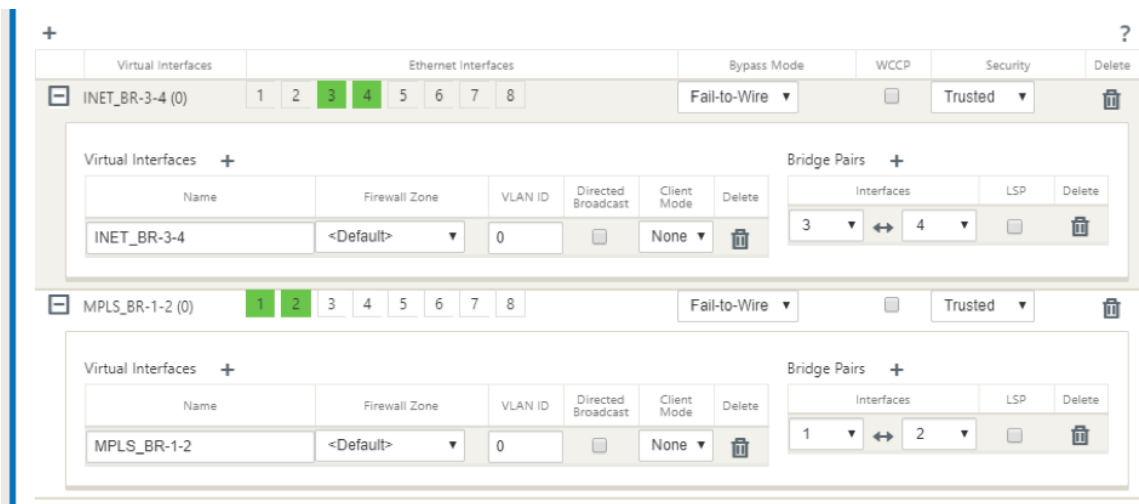 + ?
Virtual Interfaces Ethernet Interfaces Bypass Mode WCCP Security Delete
INET_BR-3-4 (0) 1 2 3 4 5 6 7 8 Fail-to-Wire Trusted
Virtual Interfaces + Bridge Pairs +
Name Firewall Zone VLAN ID Directed Broadcast Client Mode Delete Interfaces LSP Delete
INET_BR-3-4 <Default> 0 None 3 4
MPLS_BR-1-2 (0) 1 2 3 4 5 6 7 8 Fail-to-Wire Trusted
Virtual Interfaces + Bridge Pairs +
Name Firewall Zone VLAN ID Directed Broadcast Client Mode Delete Interfaces LSP Delete
MPLS_BR-1-2 <Default> 0 None 1 2